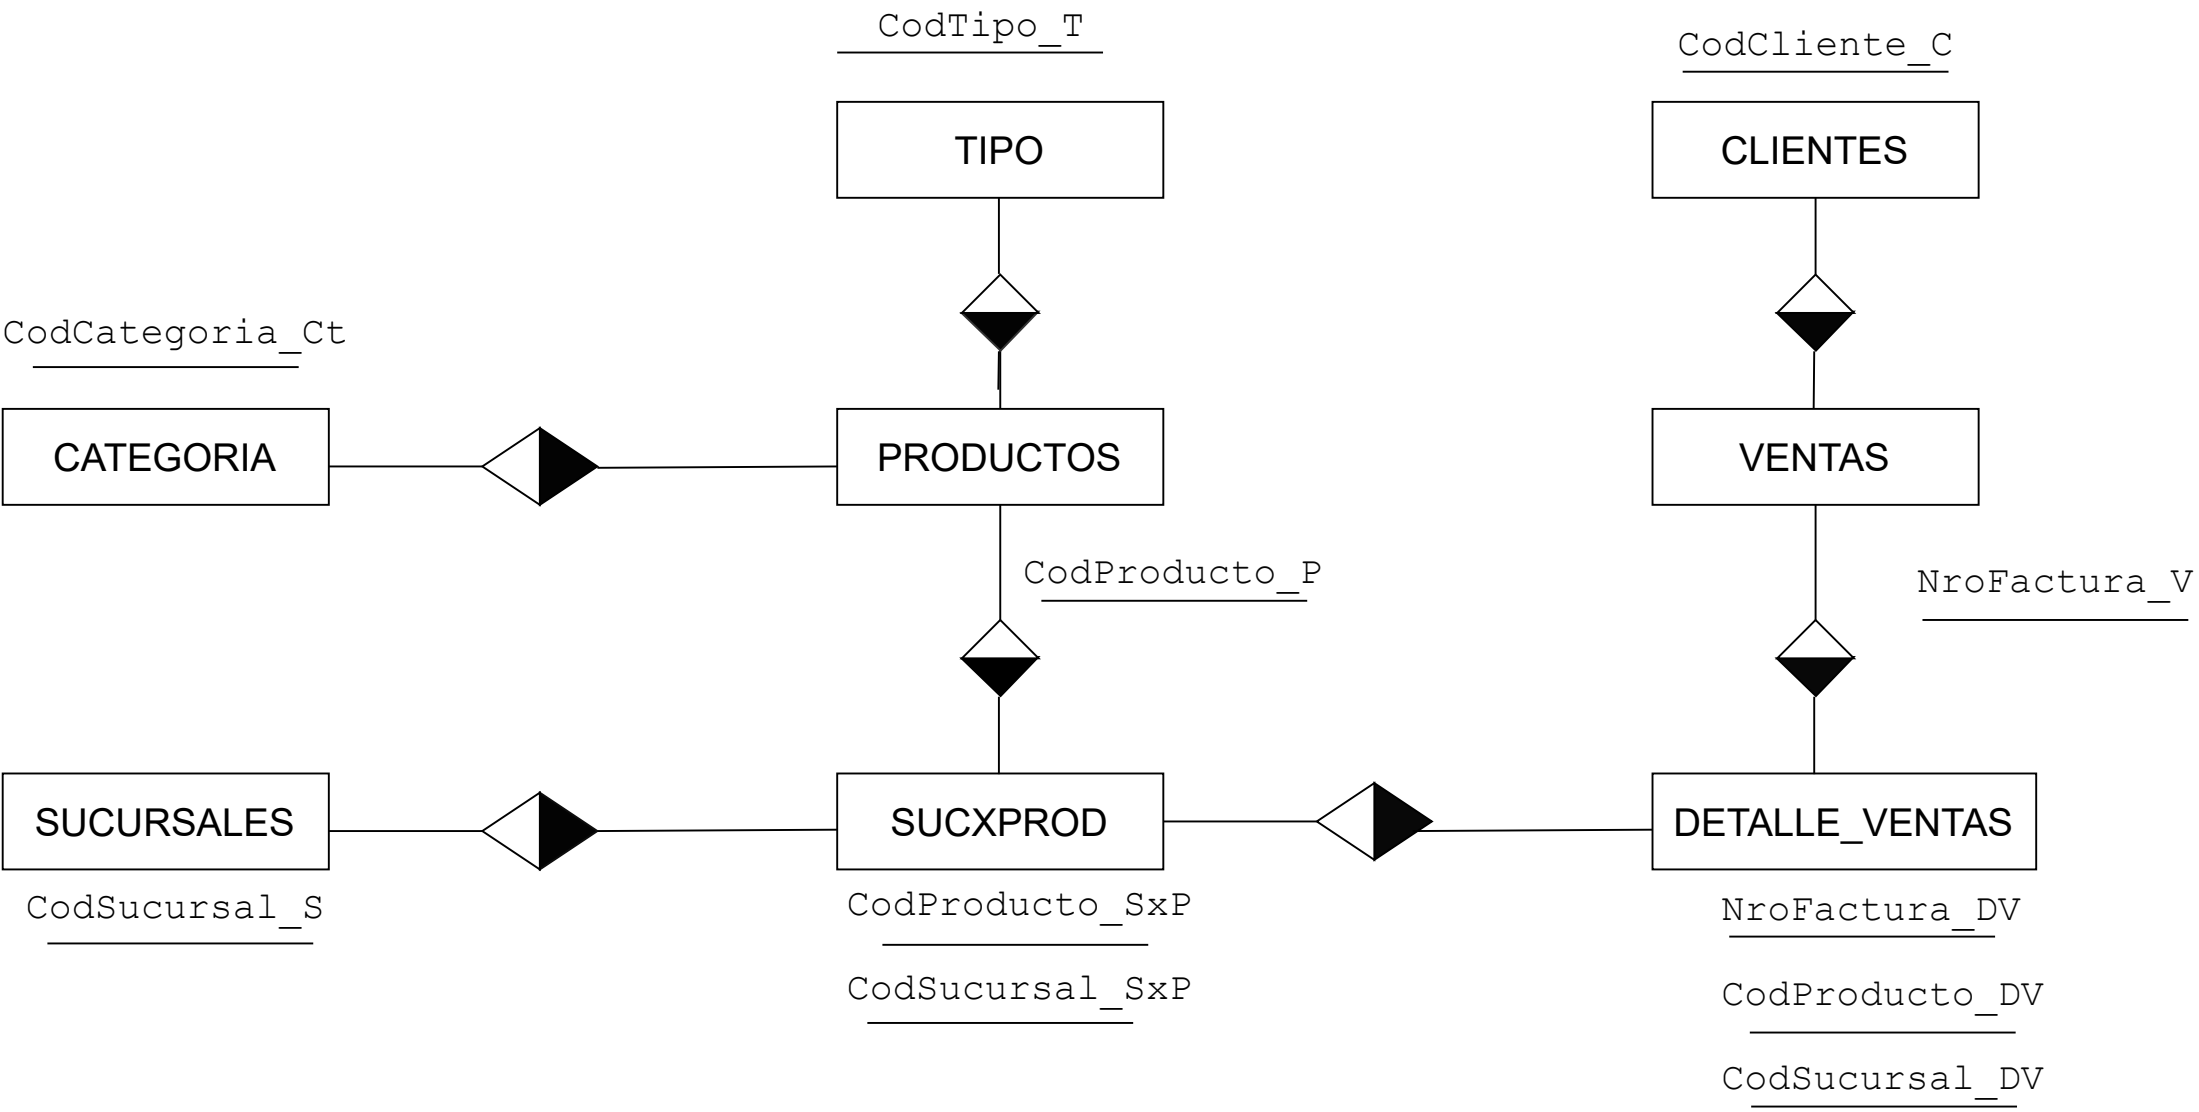 CodTipo_T
CodCliente_C
TIPO
CLIENTES
CodCategoria_Ct
CATEGORIA
PRODUCTOS
VENTAS
CodProducto_P
NroFactura_V
SUCURSALES
SUCXPROD
DETALLE_VENTAS
CodSucursal_S
CodProducto_SxP
NroFactura_DV
CodSucursal_SxP
CodProducto_DV
CodSucursal_DV